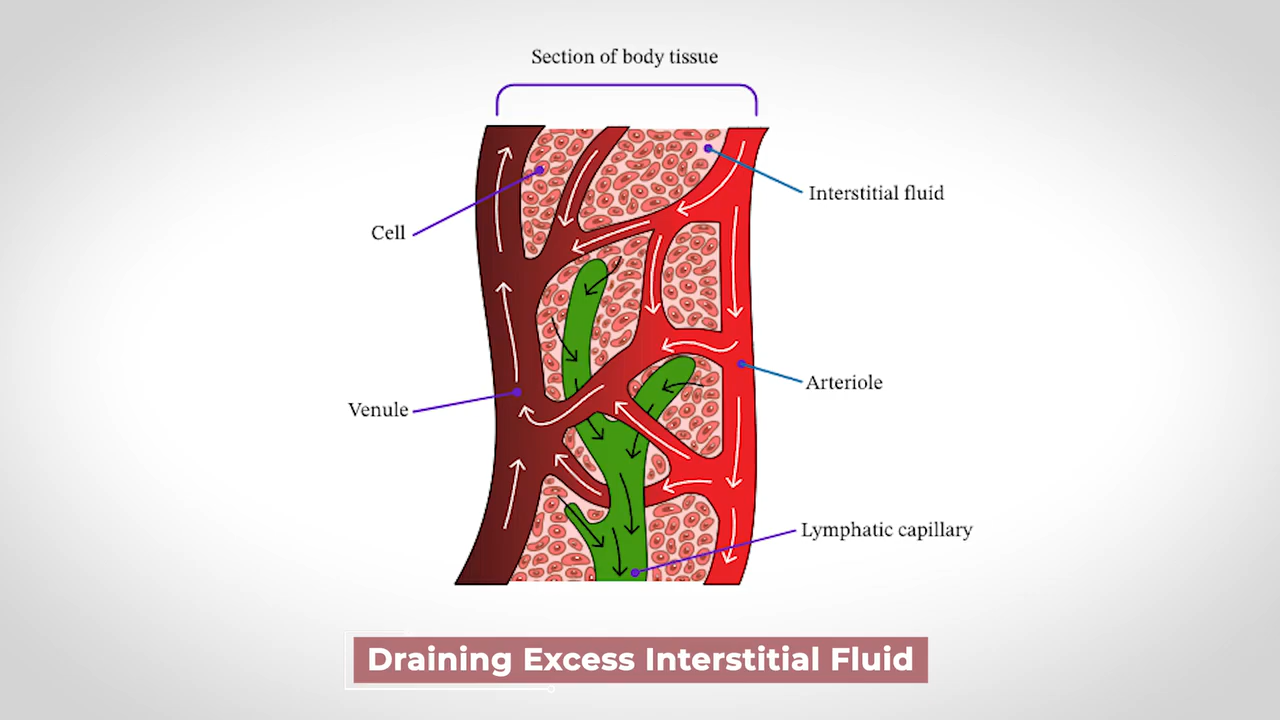 Section of body tissue
Interstitial fluid
Cell
Arteriole
Venule
Lymphatic capillary
Draining Excess Interstitial Fluid